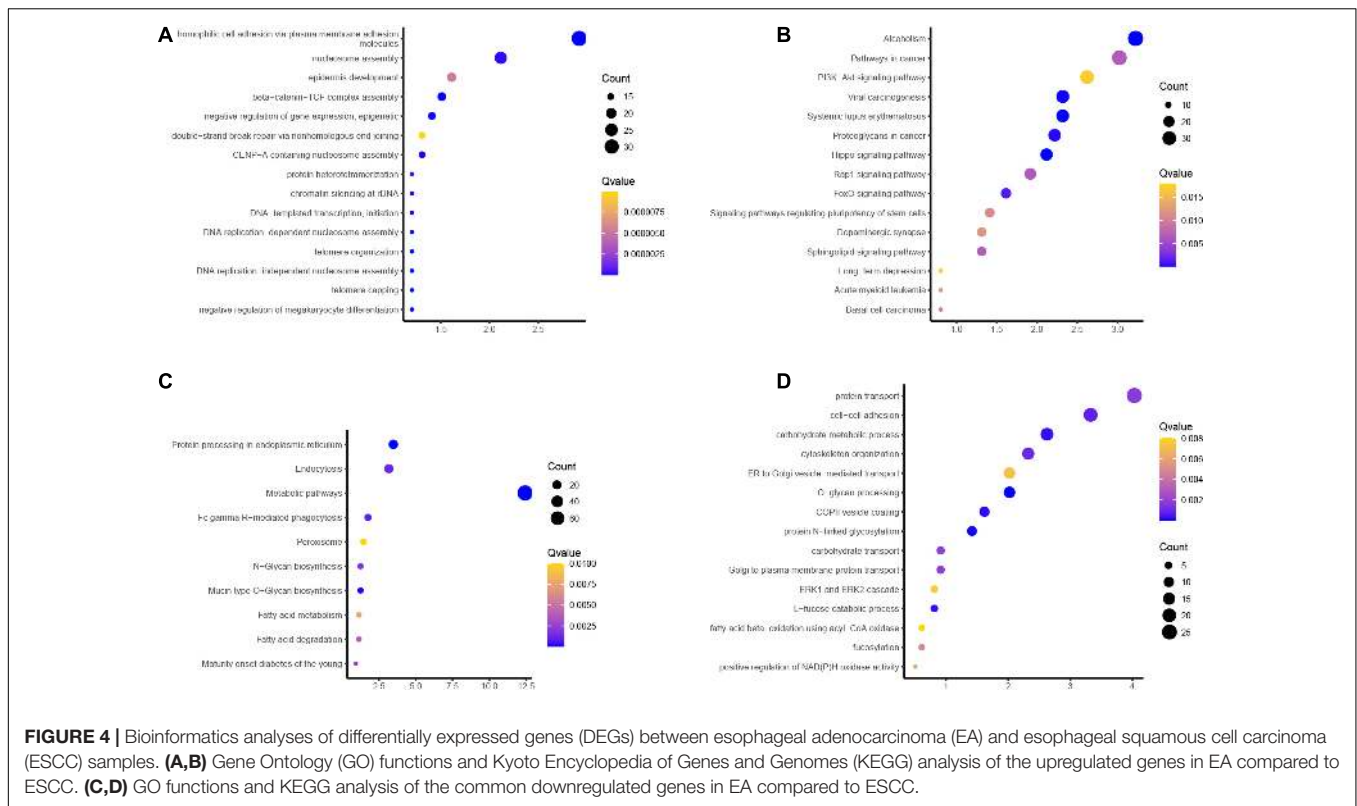 A
homophilic cell adhesion via plasma membrane adhesion
molecules
nucleosome assembly
epidermis development
beta-catenin-TCF complex assembly
negative regulation of gene expression, epigenetic
double-strand break repair via nonhomologous end joining
CENP-A containing nucleosome assembly
protein heterotetramerization
chromatin silencing at rDNA
DNA-templated transcription, initiation
DNA replication-dependent nucleosome assembly
telomere organization
DNA replication-independent nucleosome assembly
telomere capping
negative regulation of megakaryocyte differentiation
1.0 1.5 2.0 2.5
Count
15
20
25
30
Qvalue
0.0000075
0.0000050
0.0000025
B
Alcoholism
Pathways in cancer
PI3K-Akt signaling pathway
Viral carcinogenesis
Systemic lupus erythematosus
Proteoglycans in cancer
Hippo signaling pathway
Rap1 signaling pathway
FoxO signaling pathway
Signaling pathways regulating pluripotency of stem cells
Dopaminergic synapse
Sphingolipid signaling pathway
Long-term depression
Acute myeloid leukemia
Basal cell carcinoma
1.0 1.5 2.0 2.5 3.0
Count
10
20
30
Qvalue
0.015
0.010
0.005
C
Protein processing in endoplasmic reticulum
Endocytosis
Metabolic pathways
Fc gamma R-mediated phagocytosis
Peroxisome
N-Glycan biosynthesis
Mucin type O-Glycan biosynthesis
Fatty acid metabolism
Fatty acid degradation
Maturity onset diabetes of the young
2.5 5.0 7.5 10.0 12.5
Count
20
40
60
Qvalue
0.0100
0.0075
0.0050
0.0025
D
protein transport
cell-cell adhesion
carbohydrate metabolic process
cytoskeleton organization
ER to Golgi vesicle-mediated transport
O-glycan processing
COPII vesicle coating
protein N-linked glycosylation
carbohydrate transport
Golgi to plasma membrane protein transport
ERK1 and ERK2 cascade
L-fucose catabolic process
fatty acid beta-oxidation using acyl-CoA oxidase
fucosylation
positive regulation of NAD(P)H oxidase activity
1 2 3 4
Qvalue
0.008
0.006
0.004
0.002
Count
5
10
15
20
25
FIGURE 4 | Bioinformatics analyses of differentially expressed genes (DEGs) between esophageal adenocarcinoma (EA) and esophageal squamous cell carcinoma
(ESCC) samples. (A,B) Gene Ontology (GO) functions and Kyoto Encyclopedia of Genes and Genomes (KEGG) analysis of the upregulated genes in EA compared to
ESCC. (C,D) GO functions and KEGG analysis of the common downregulated genes in EA compared to ESCC.